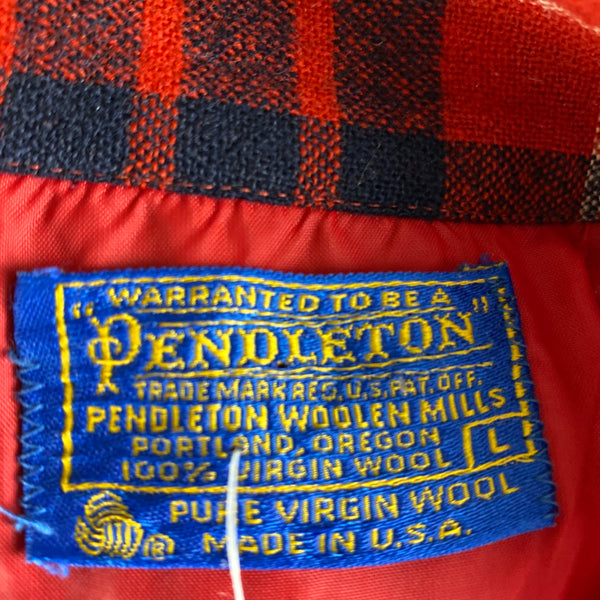 WARRANTED TO BE A
"PENDLETON"
TRADE MARK REG. U.S. PAT. OFF.
PENDLETON WOOLEN MILLS
PORTLAND, OREGON
100% VIRGIN WOOL
L
PURE VIRGIN WOOL
® MADE IN U.S.A.